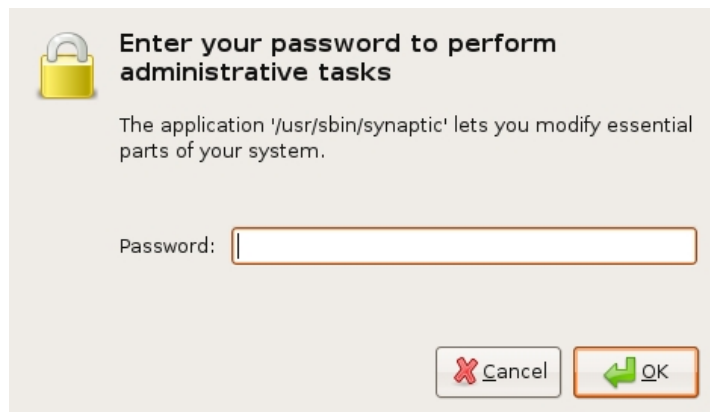 Enter your password to perform
administrative tasks
The application '/usr/sbin/synaptic' lets you modify essential
parts of your system.
Password:
Cancel
OK